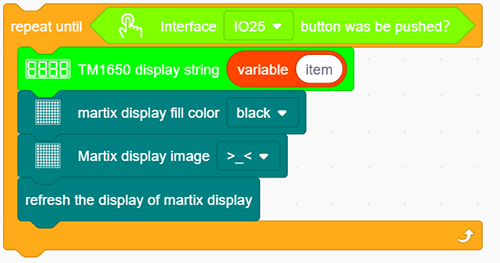 repeat until Interface IO25 button was be pushed?
TM1650 display string variable item
martix display fill color black
Martix display image >_<
refresh the display of martix display